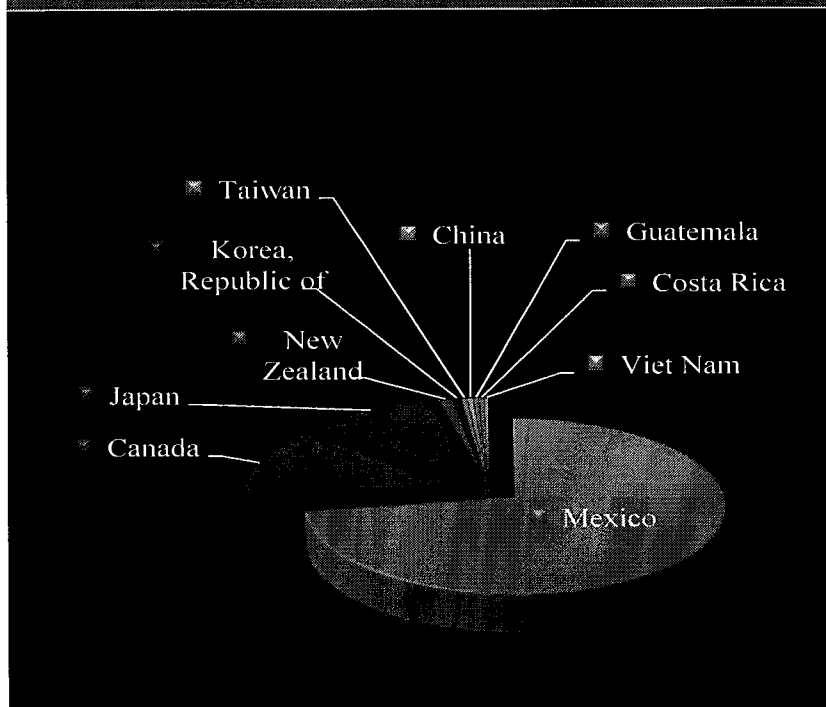 Taiwan
China
Guatemala
Korea,
Republic of
Costa Rica
New
Zealand
Viet Nam
Japan
Canada
Mexico